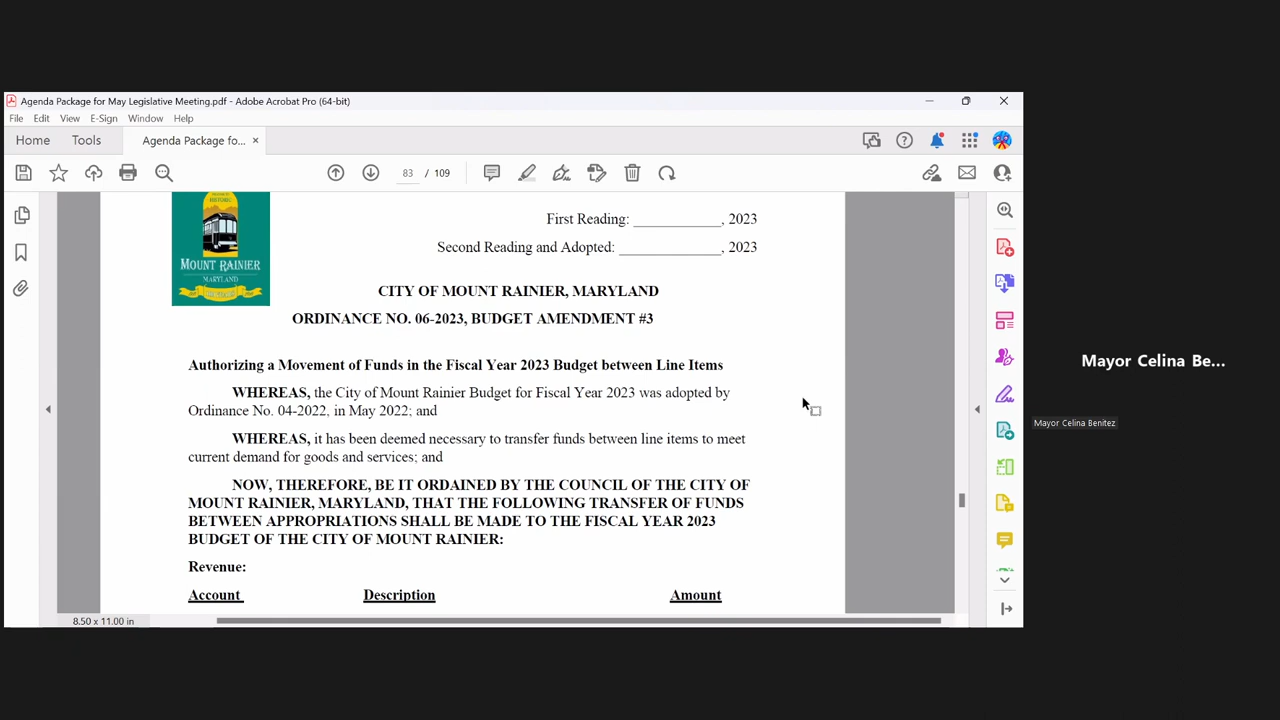 Agenda Package for May Legislative Meeting.pdf - Adobe Acrobat Pro (64-bit)
File Edit View E-Sign Window Help
Home Tools Agenda Package fo... ×
83 / 109
MOUNT RAINIER
MARYLAND
First Reading: ____________, 2023
Second Reading and Adopted: ______________, 2023
CITY OF MOUNT RAINIER, MARYLAND
ORDINANCE NO. 06-2023, BUDGET AMENDMENT #3
Authorizing a Movement of Funds in the Fiscal Year 2023 Budget between Line Items
WHEREAS, the City of Mount Rainier Budget for Fiscal Year 2023 was adopted by
Ordinance No. 04-2022, in May 2022; and
WHEREAS, it has been deemed necessary to transfer funds between line items to meet
current demand for goods and services; and
NOW, THEREFORE, BE IT ORDAINED BY THE COUNCIL OF THE CITY OF
MOUNT RAINIER, MARYLAND, THAT THE FOLLOWING TRANSFER OF FUNDS
BETWEEN APPROPRIATIONS SHALL BE MADE TO THE FISCAL YEAR 2023
BUDGET OF THE CITY OF MOUNT RAINIER:
Revenue:
Account Description Amount
8.50 x 11.00 in
Mayor Celina Be...
Mayor Celina Benitez